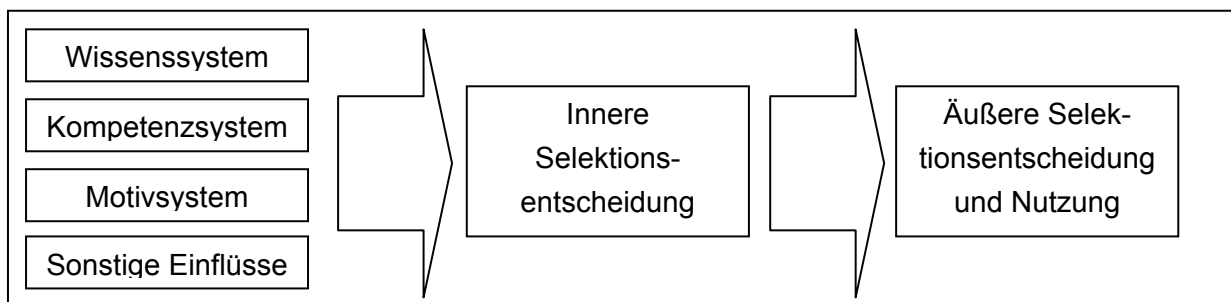 Wissenssystem
Kompetenzsystem
Motivsystem
Sonstige Einflüsse
Innere
Selektions-
entscheidung
Äußere Selek-
tionsentscheidung
und Nutzung